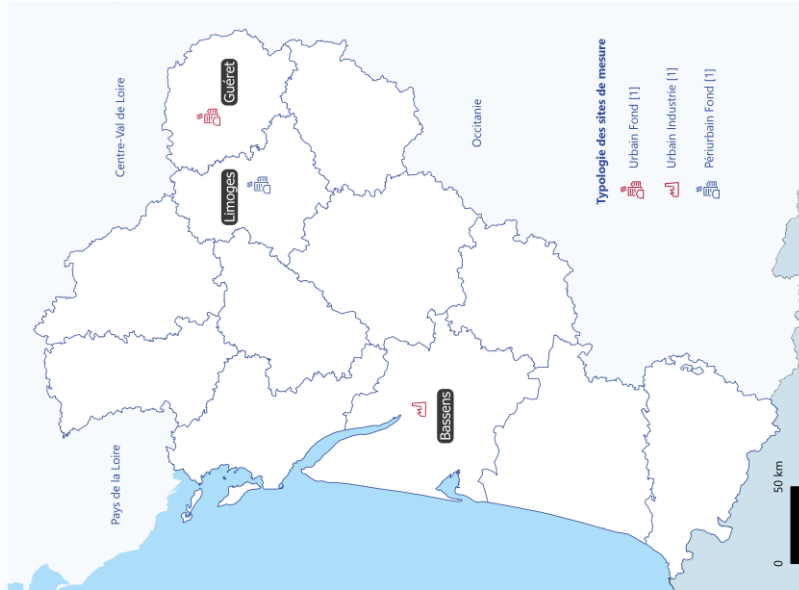 Pays de la Loire
Centre-Val de Loire
Guéret
Limoges
Bassens
Occitanie
Typologie des sites de mesure
Urbain Fond [1]
Urbain Industrie [1]
Périurbain Fond [1]
0 50 km